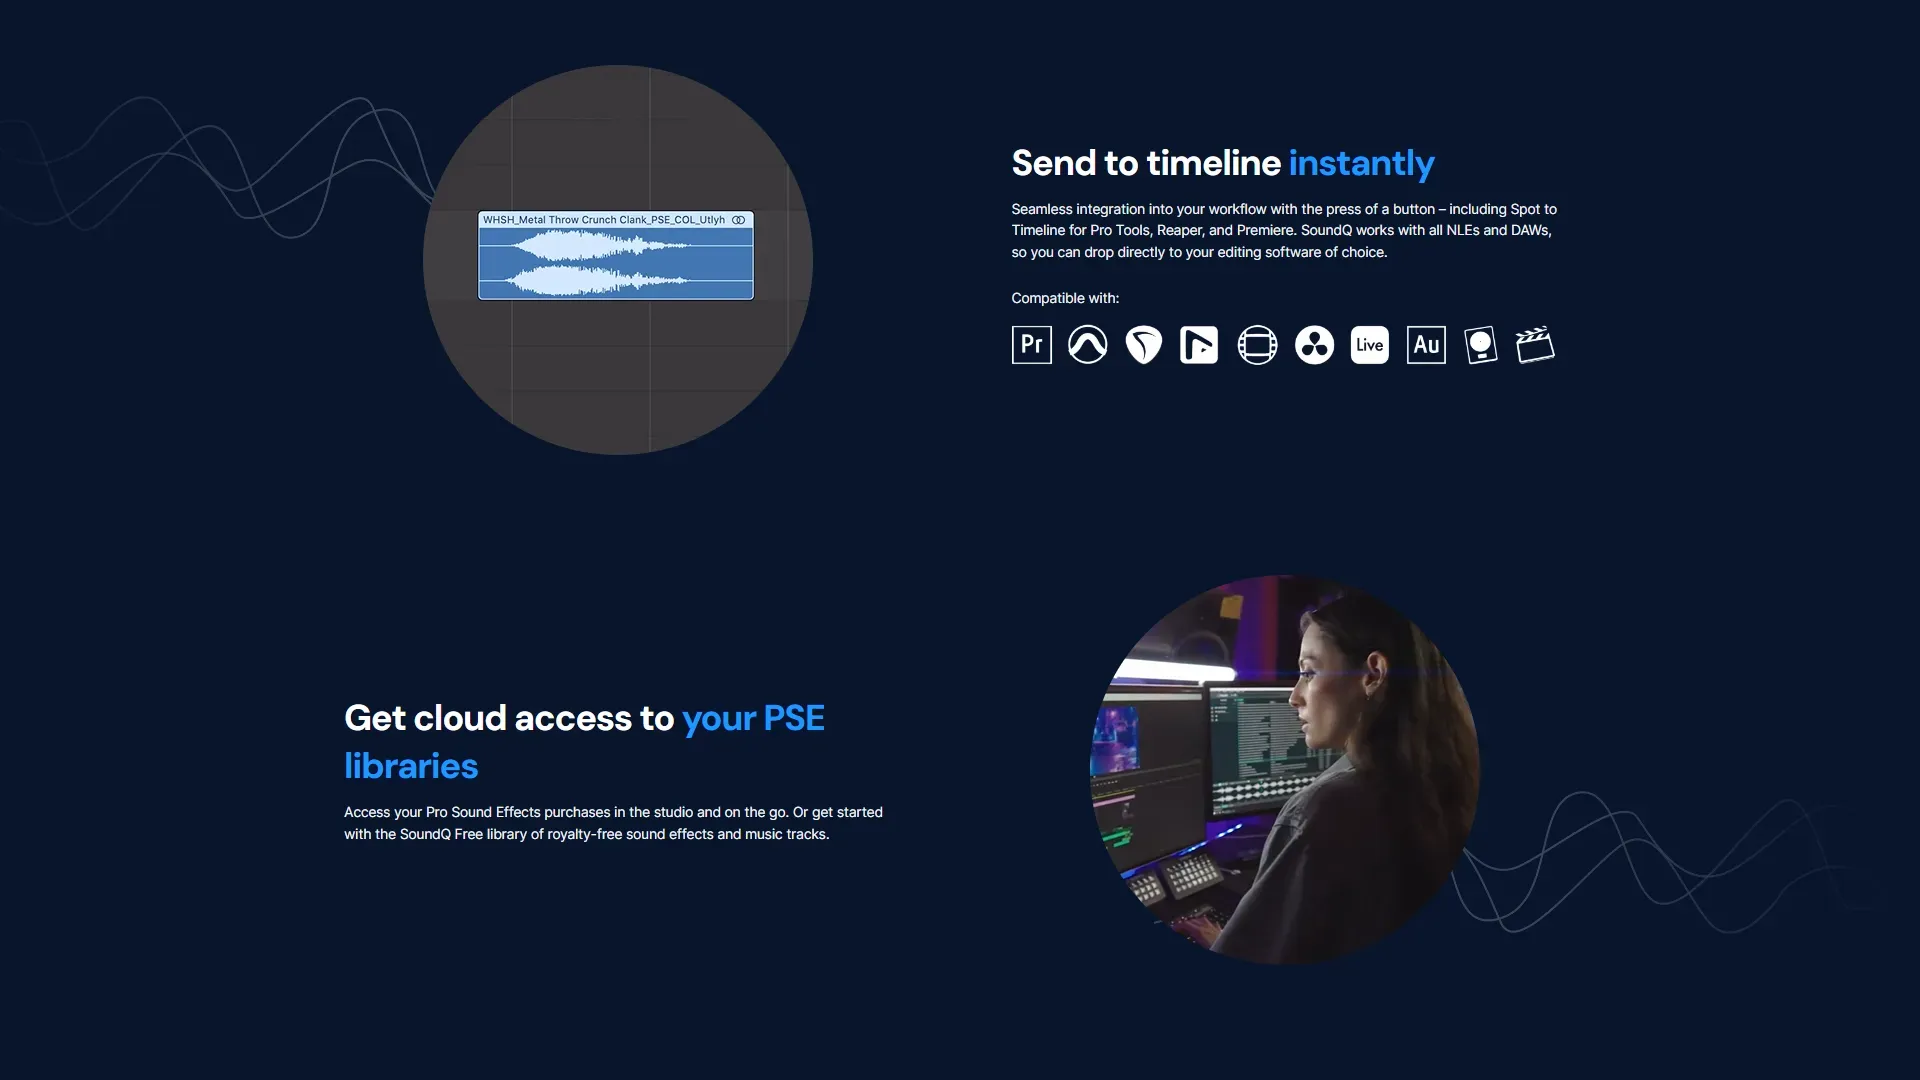 WHSH_Metal Throw Crunch Clank_PSE_COL_Utlyh
Send to timeline instantly
Seamless integration into your workflow with the press of a button – including Spot to
Timeline for Pro Tools, Reaper, and Premiere. SoundQ works with all NLEs and DAWs,
so you can drop directly to your editing software of choice.
Compatible with:
Pr
Live
Au
Get cloud access to your PSE
libraries
Access your Pro Sound Effects purchases in the studio and on the go. Or get started
with the SoundQ Free library of royalty-free sound effects and music tracks.